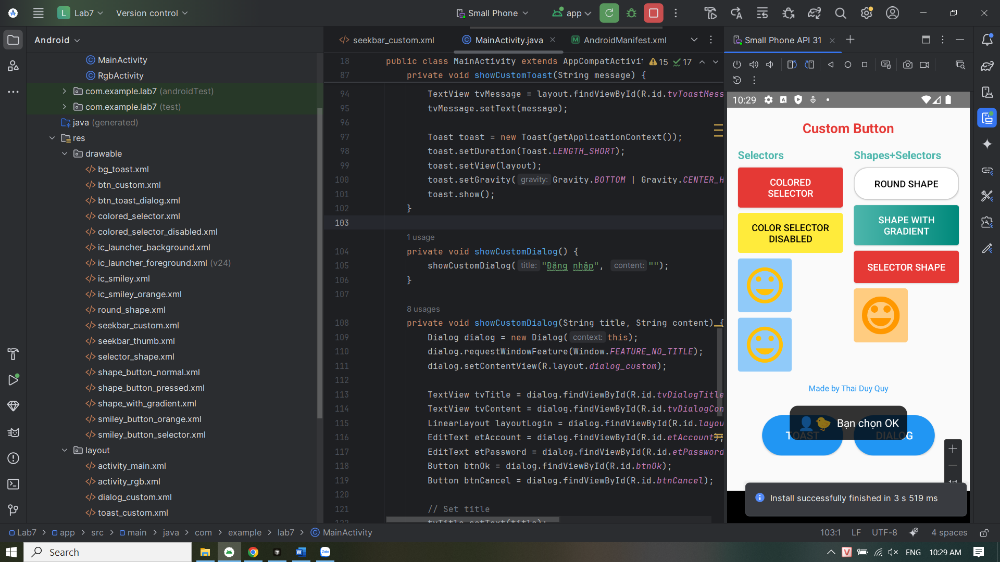 L Lab7 Version control Small Phone app
Android
MainActivity
RgbActivity
com.example.lab7 (androidTest)
com.example.lab7 (test)
java (generated)
res
drawable
bg_toast.xml
btn_custom.xml
btn_toast_dialog.xml
colored_selector.xml
colored_selector_disabled.xml
ic_launcher_background.xml
ic_launcher_foreground.xml (v24)
ic_smiley.xml
ic_smiley_orange.xml
round_shape.xml
seekbar_custom.xml
seekbar_thumb.xml
selector_shape.xml
shape_button_normal.xml
shape_button_pressed.xml
shape_with_gradient.xml
smiley_button_orange.xml
smiley_button_selector.xml
layout
activity_main.xml
activity_rgb.xml
dialog_custom.xml
toast_custom.xml
seekbar_custom.xml MainActivity.java AndroidManifest.xml
18 public class MainActivity extends AppCompatActivit 15 17
87 private void showCustomToast(String message) {
94 TextView tvMessage = layout.findViewById(R.id.tvToastMess
95 tvMessage.setText(message);
96
97 Toast toast = new Toast(getApplicationContext());
98 toast.setDuration(Toast.LENGTH_SHORT);
99 toast.setView(layout);
100 toast.setGravity( gravity: Gravity.BOTTOM | Gravity.CENTER_H
101 toast.show();
102 }
103
1 usage
104 private void showCustomDialog() {
105 showCustomDialog( title: "Đăng nhập", content: "");
106 }
107
8 usages
108 private void showCustomDialog(String title, String content) {
109 Dialog dialog = new Dialog( context: this);
110 dialog.requestWindowFeature(Window.FEATURE_NO_TITLE);
111 dialog.setContentView(R.layout.dialog_custom);
112
113 TextView tvTitle = dialog.findViewById(R.id.tvDialogTitle
114 TextView tvContent = dialog.findViewById(R.id.tvDialogCon
115 LinearLayout layoutLogin = dialog.findViewById(R.id.layou
116 EditText etAccount = dialog.findViewById(R.id.etAccount);
117 EditText etPassword = dialog.findViewById(R.id.etPassword
118 Button btnOk = dialog.findViewById(R.id.btnOk);
119 Button btnCancel = dialog.findViewById(R.id.btnCancel);
120
121 // Set title
122 tvTitle.setText(title);
Small Phone API 31
10:29
Custom Button
Selectors Shapes+Selectors
COLORED
SELECTOR
ROUND SHAPE
COLOR SELECTOR
DISABLED
SHAPE WITH
GRADIENT
SELECTOR SHAPE
Made by Thai Duy Quy
Bạn chọn OK
TOAST DIALOG
1:1
Install successfully finished in 3 s 519 ms
Lab7 > app > src > main > java > com > example > lab7 > MainActivity 103:1 LF UTF-8 4 spaces
Search ENG 10:29 AM